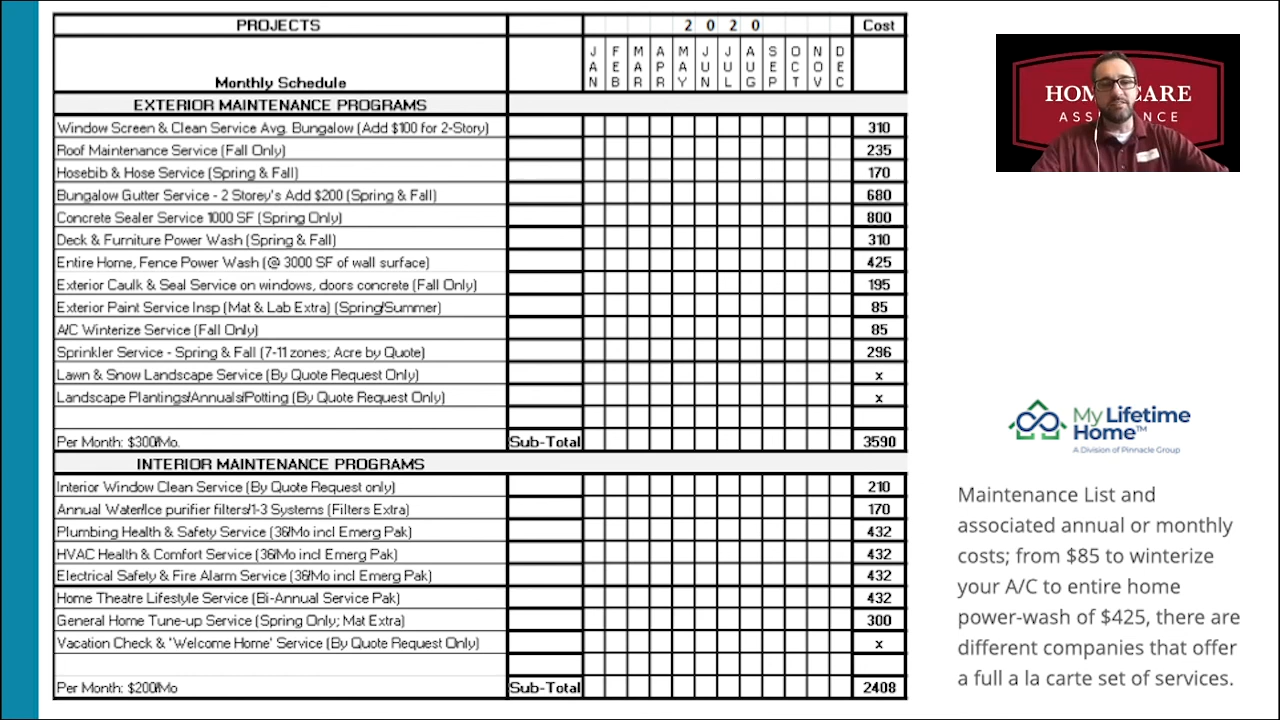 PROJECTS 2 0 2 0 Cost
Monthly Schedule JAN FEB MAR APR MAY JUN JUL AUG SEP OCT NOV DEC
EXTERIOR MAINTENANCE PROGRAMS
Window Screen & Clean Service Avg. Bungalow (Add $100 for 2-Story) 310
Roof Maintenance Service (Fall Only) 235
Hosebib & Hose Service (Spring & Fall) 170
Bungalow Gutter Service - 2 Storey's Add $200 (Spring & Fall) 680
Concrete Sealer Service 1000 SF (Spring Only) 800
Deck & Furniture Power Wash (Spring & Fall) 310
Entire Home, Fence Power Wash (@ 3000 SF of wall surface) 425
Exterior Caulk & Seal Service on windows, doors concrete (Fall Only) 195
Exterior Paint Service Insp (Mat & Lab Extra) (Spring/Summer) 85
A/C Winterize Service (Fall Only) 85
Sprinkler Service - Spring & Fall (7-11 zones; Acre by Quote) 296
Lawn & Snow Landscape Service (By Quote Request Only) x
Landscape Plantings/Annuals/Potting (By Quote Request Only) x
Per Month: $300/Mo. Sub-Total 3590
INTERIOR MAINTENANCE PROGRAMS
Interior Window Clean Service (By Quote Request only) 210
Annual Water/Ice purifier filters/1-3 Systems (Filters Extra) 170
Plumbing Health & Safety Service (36/Mo incl Emerg Pak) 432
HVAC Health & Comfort Service (36/Mo incl Emerg Pak) 432
Electrical Safety & Fire Alarm Service (36/Mo incl Emerg Pak) 432
Home Theatre Lifestyle Service (Bi-Annual Service Pak) 432
General Home Tune-up Service (Spring Only; Mat Extra) 300
Vacation Check & 'Welcome Home' Service (By Quote Request Only) x
Per Month: $200/Mo Sub-Total 2408
My Lifetime
Home™
A Division of Pinnacle Group
Maintenance List and
associated annual or monthly
costs; from $85 to winterize
your A/C to entire home
power-wash of $425, there are
different companies that offer
a full a la carte set of services.